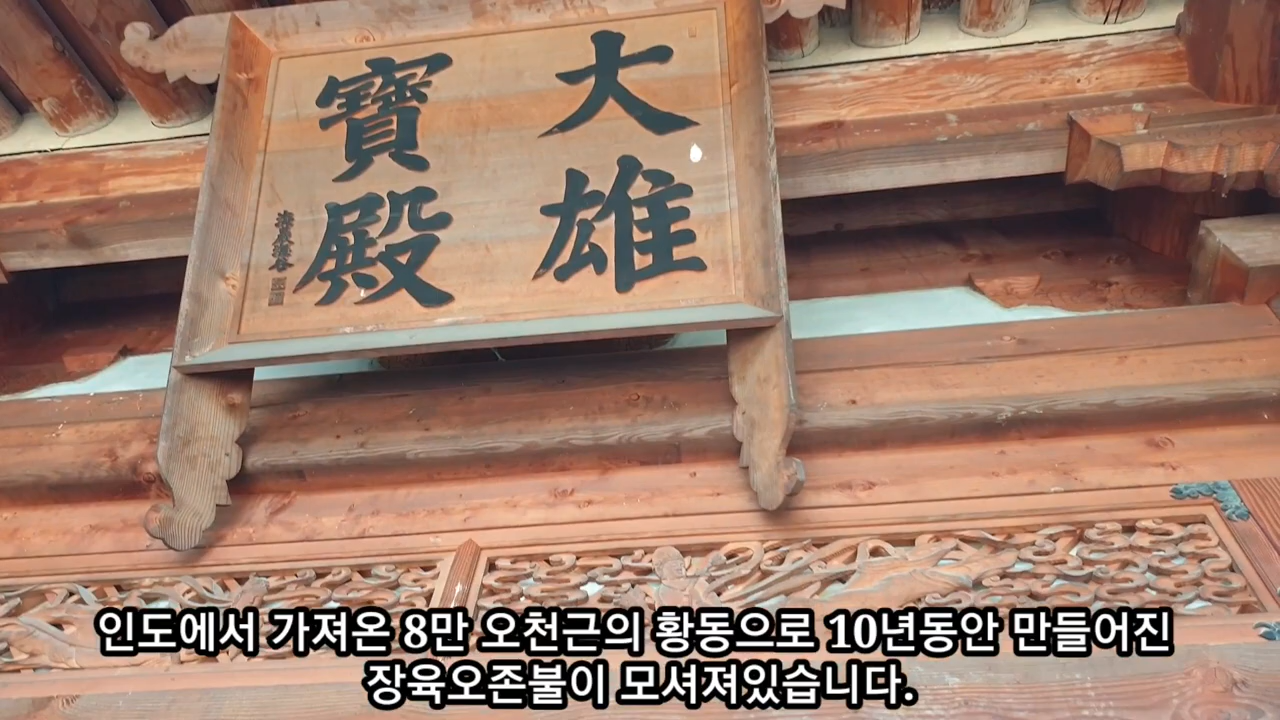 大雄
寶殿
인도에서 가져온 8만 오천근의 황동으로 10년동안 만들어진
장육오존불이 모셔져있습니다.